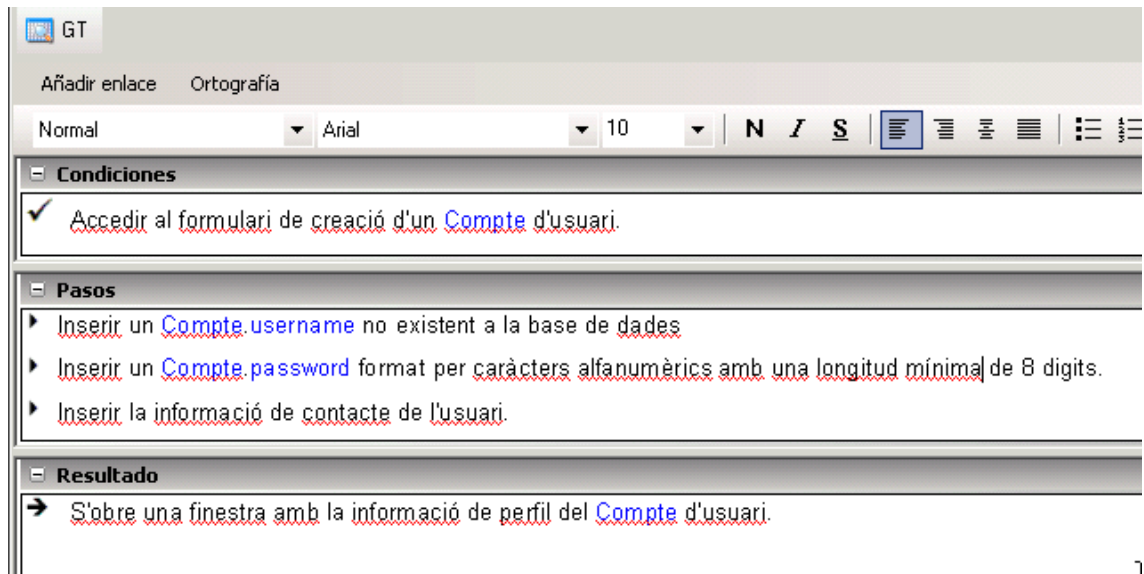 GT
Añadir enlace Ortografía
Normal Arial 10 N I S
Condiciones
Accedir al formulari de creació d'un Compte d'usuari.
Pasos
Inserir un Compte.username no existent a la base de dades
Inserir un Compte.password format per caràcters alfanumèrics amb una longitud mínima de 8 digits.
Inserir la informació de contacte de l'usuari.
Resultado
S'obre una finestra amb la informació de perfil del Compte d'usuari.